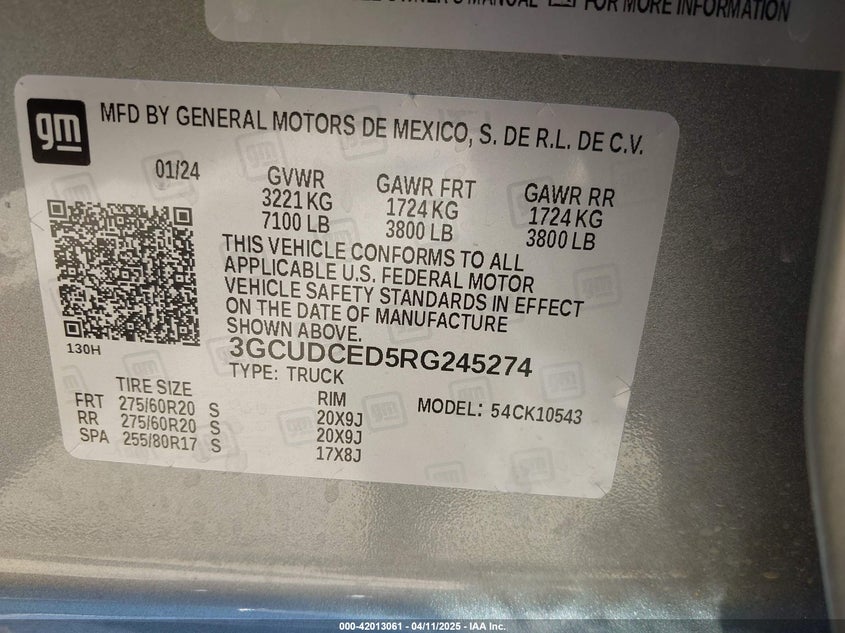 OWNER'S MANUAL FOR MORE INFORMATION
gm
MFD BY GENERAL MOTORS DE MEXICO, S. DE R.L. DE C.V.
01/24
GVWR GAWR FRT GAWR RR
3221 KG 1724 KG 1724 KG
7100 LB 3800 LB 3800 LB
THIS VEHICLE CONFORMS TO ALL
APPLICABLE U.S. FEDERAL MOTOR
VEHICLE SAFETY STANDARDS IN EFFECT
ON THE DATE OF MANUFACTURE
SHOWN ABOVE.
130H
3GCUDCED5RG245274
TYPE: TRUCK
TIRE SIZE RIM MODEL: 54CK10543
FRT 275/60R20 S 20X9J
RR 275/60R20 S 20X9J
SPA 255/80R17 S 17X8J
000-42013061 - 04/11/2025 - IAA Inc.